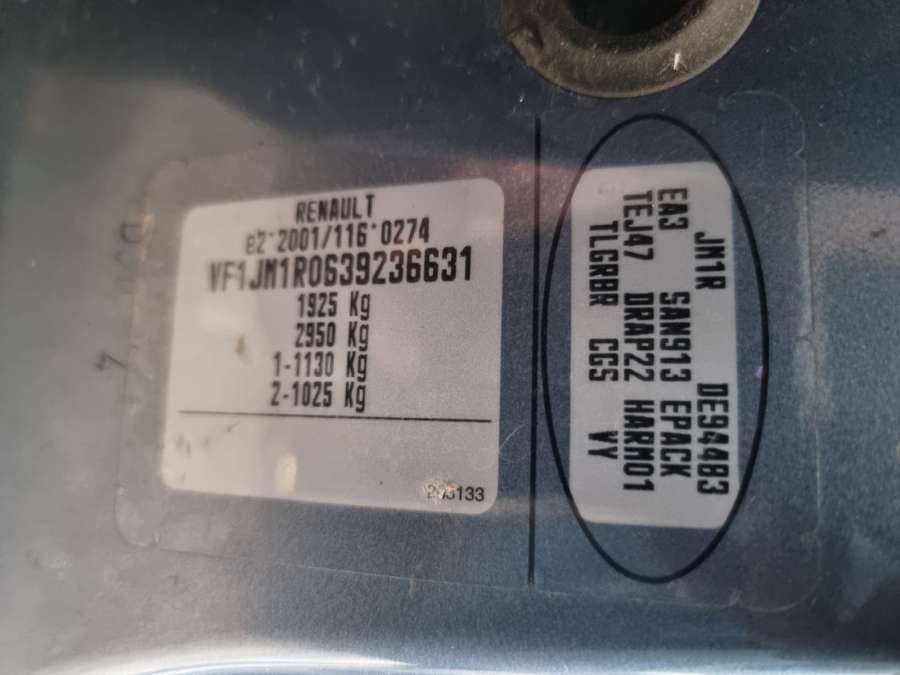 RENAULT
e2*2001/116*0274
VF1JM1R0639236631
1925 Kg
2950 Kg
1-1130 Kg
2-1025 Kg
JM1R DE944B3
EA3 SAN913 EPACK
TEJ47 DRAP22 HARM01
TLGRBR CGS VY